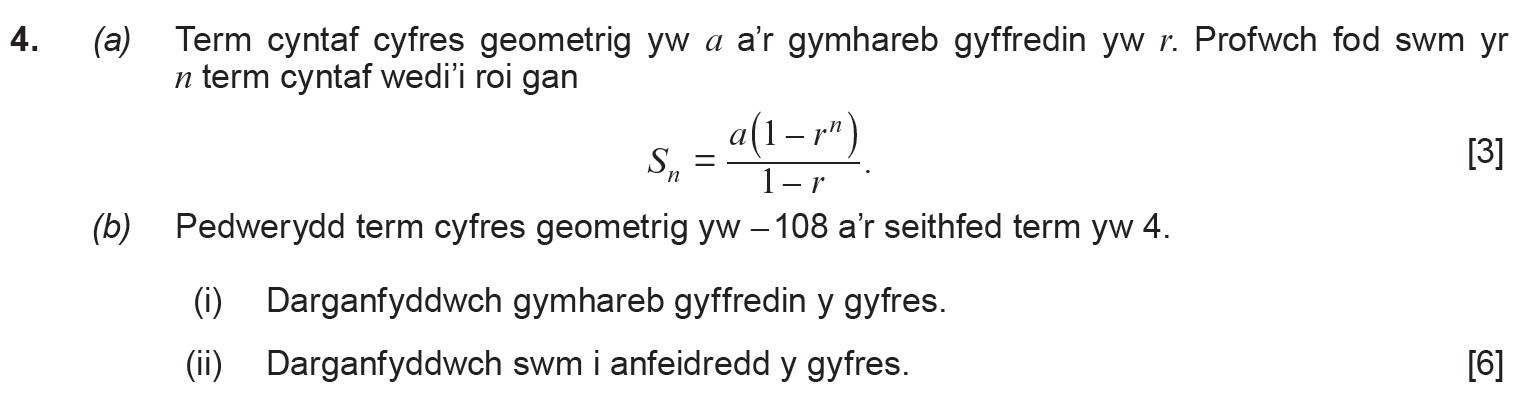 4. (a) Term cyntaf cyfres geometrig yw a a'r gymhareb gyffredin yw r. Profwch fod swm yr
n term cyntaf wedi'i roi gan
Sₙ = a(1 – rⁿ) / (1 – r). [3]
(b) Pedwerydd term cyfres geometrig yw –108 a'r seithfed term yw 4.
(i) Darganfyddwch gymhareb gyffredin y gyfres.
(ii) Darganfyddwch swm i anfeidredd y gyfres. [6]